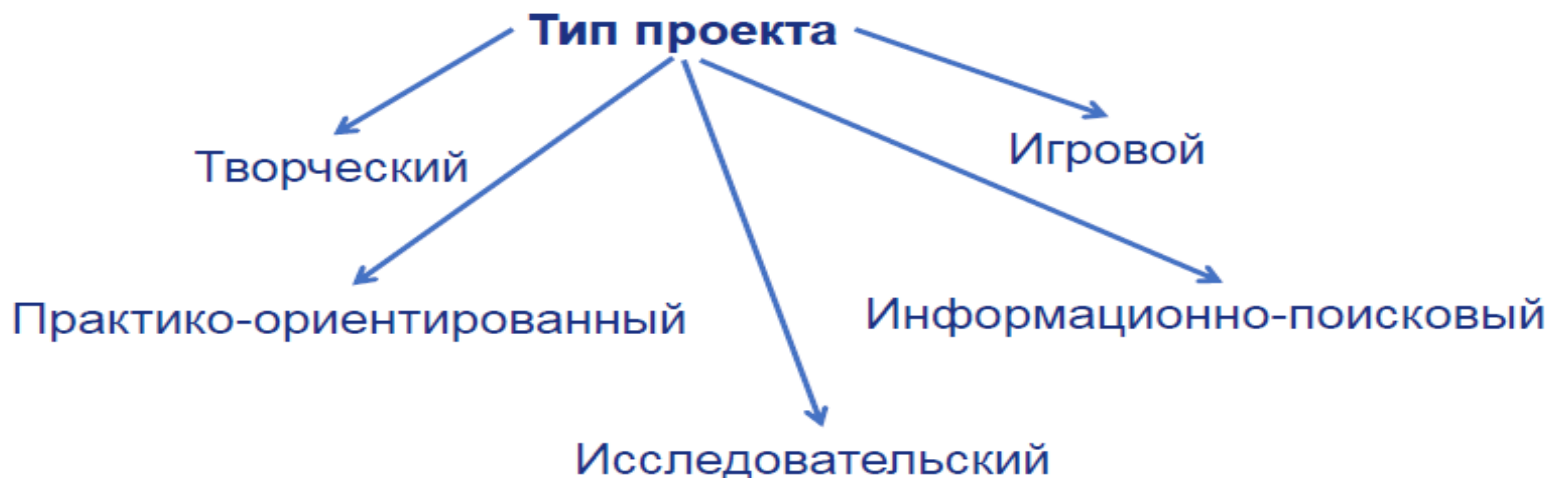 Тип проекта
Творческий
Игровой
Практико-ориентированный
Информационно-поисковый
Исследовательский